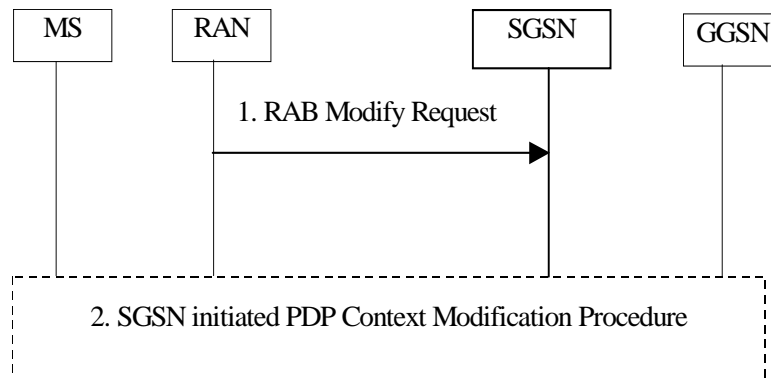 MS
RAN
SGSN
GGSN
1. RAB Modify Request
2. SGSN initiated PDP Context Modification Procedure